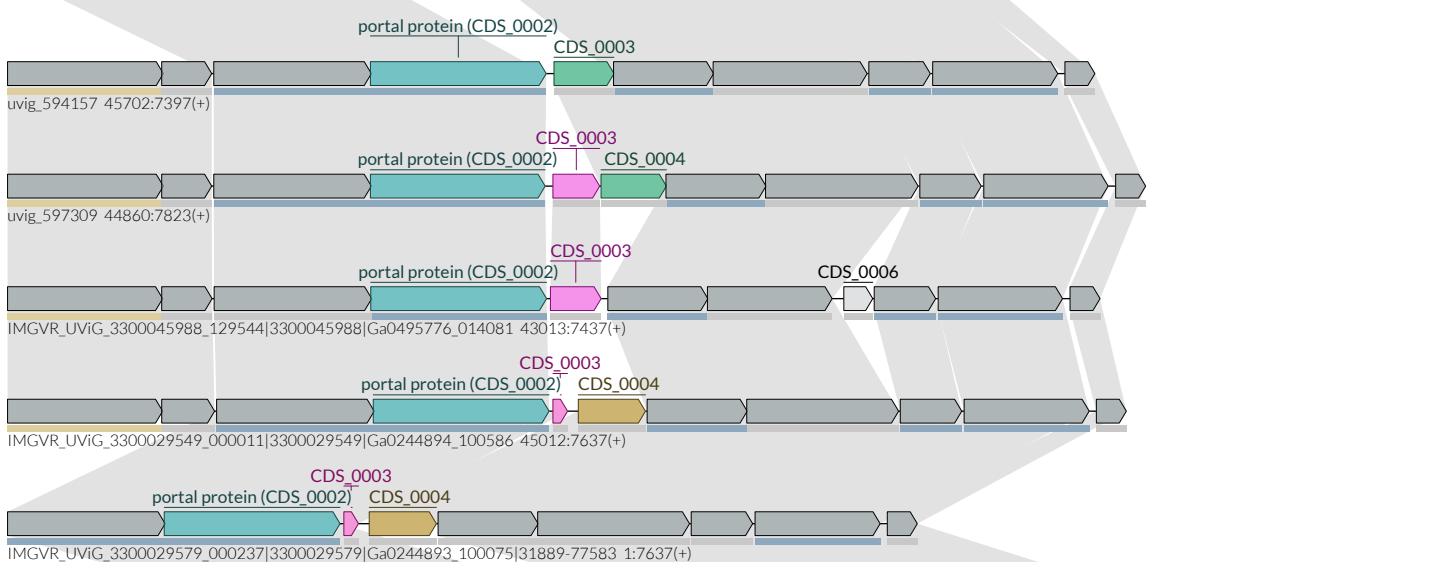 portal protein (CDS_0002)
CDS_0003
uvig_594157 45702:7397(+)
CDS_0003
portal protein (CDS_0002)
CDS_0004
uvig_597309 44860:7823(+)
CDS_0003
portal protein (CDS_0002)
CDS_0006
IMGVR_UViG_3300045988_129544|3300045988|Ga0495776_014081 43013:7437(+)
CDS_0003
portal protein (CDS_0002)
CDS_0004
IMGVR_UViG_3300029549_000011|3300029549|Ga0244894_100586 45012:7637(+)
CDS_0003
portal protein (CDS_0002)
CDS_0004
IMGVR_UViG_3300029579_000237|3300029579|Ga0244893_100075|31889-77583 1:7637(+)